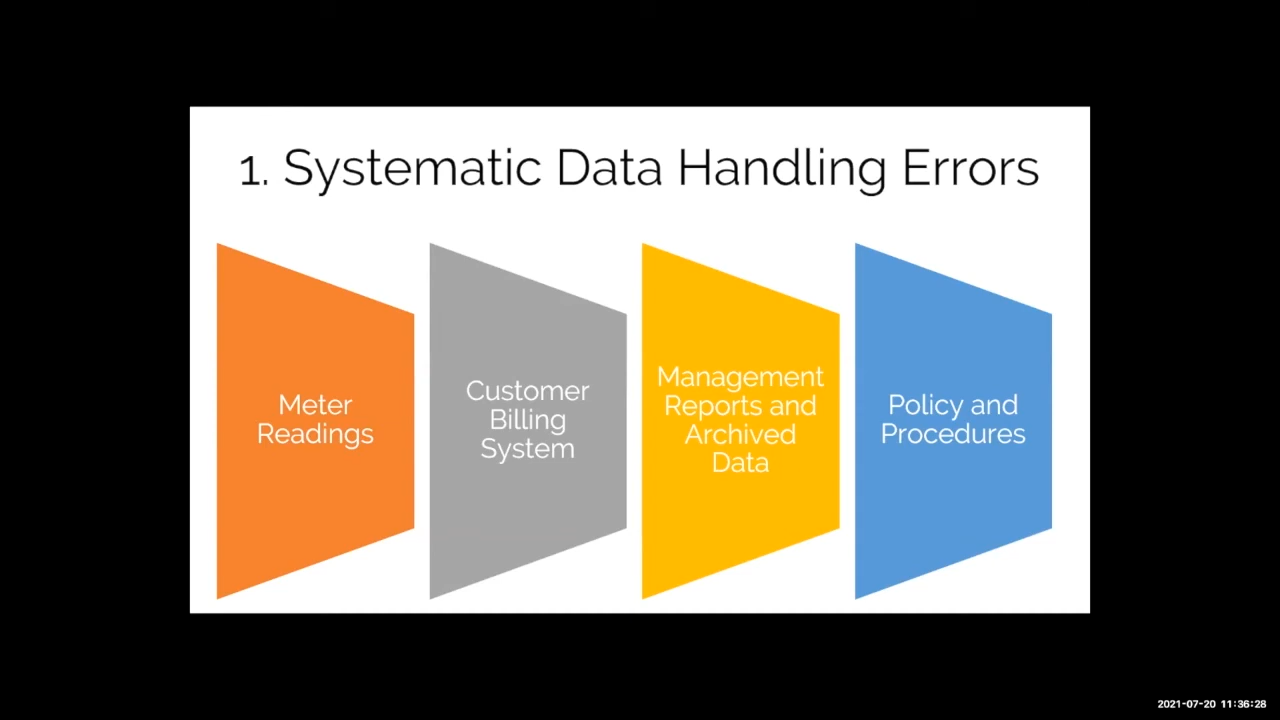 1. Systematic Data Handling Errors
Meter
Readings
Customer
Billing
System
Management
Reports and
Archived
Data
Policy and
Procedures
2021-07-20 11:36:28